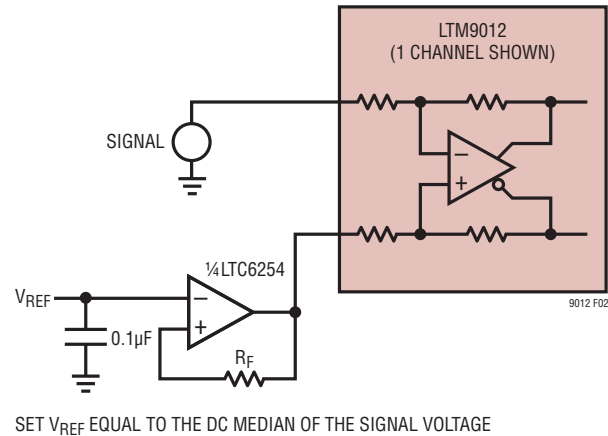 LTM9012
(1 CHANNEL SHOWN)
SIGNAL
−
+
¼LTC6254
VREF
−
+
0.1µF
RF
9012 F02
SET VREF EQUAL TO THE DC MEDIAN OF THE SIGNAL VOLTAGE